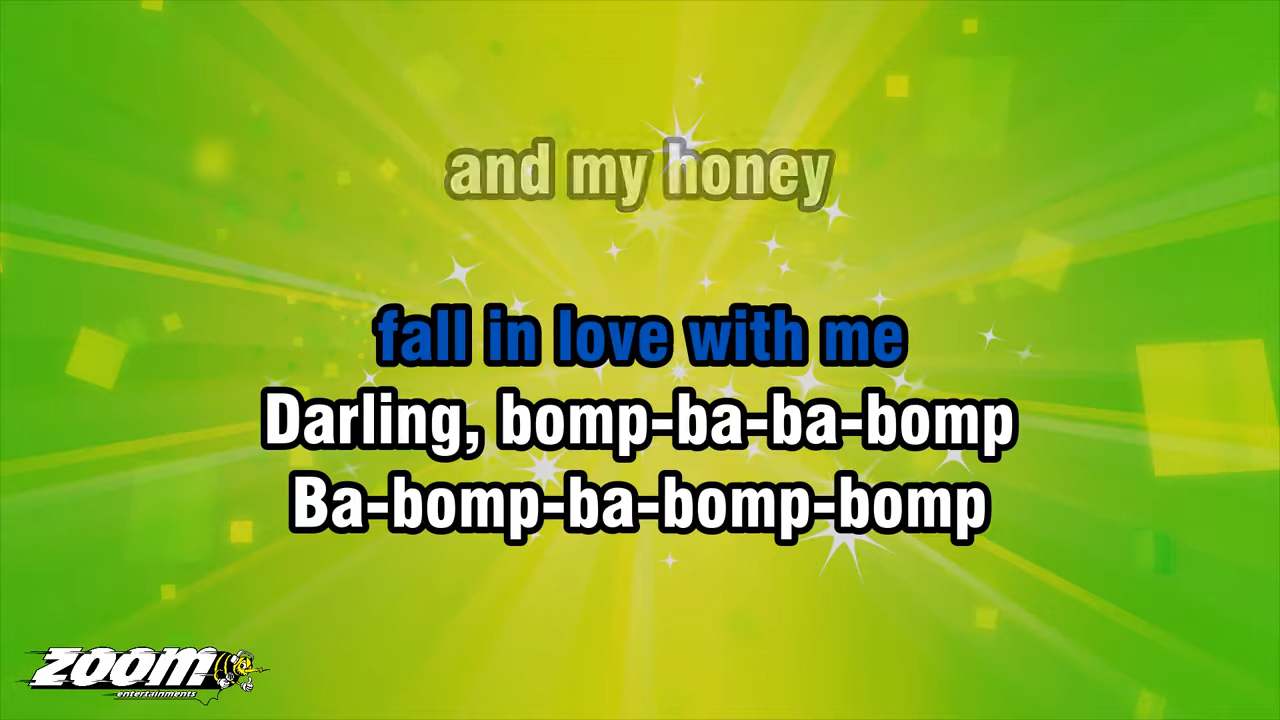 and my honey
fall in love with me
Darling, bomp-ba-ba-bomp
Ba-bomp-ba-bomp-bomp
ZOOM
entertainments